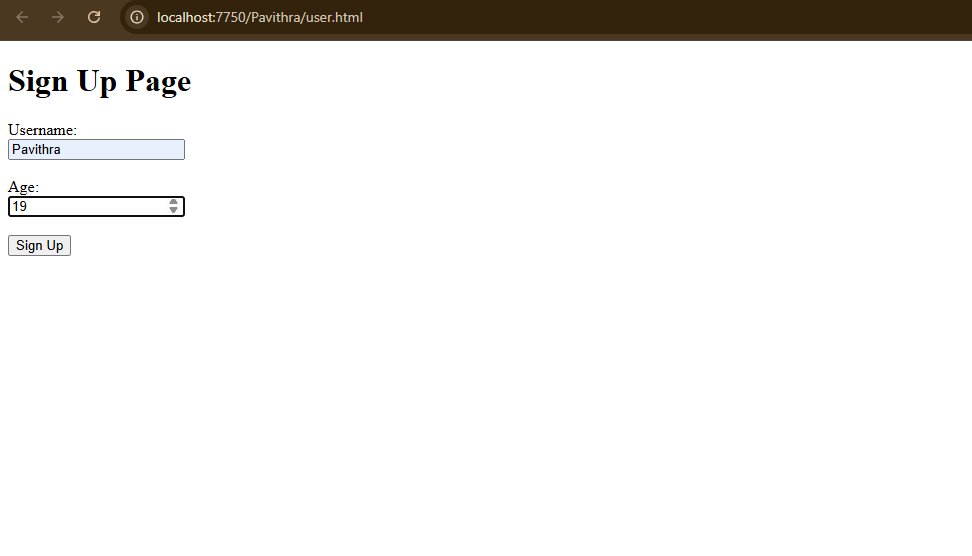 localhost:7750/Pavithra/user.html
Sign Up Page
Username:
Pavithra
Age:
19
Sign Up